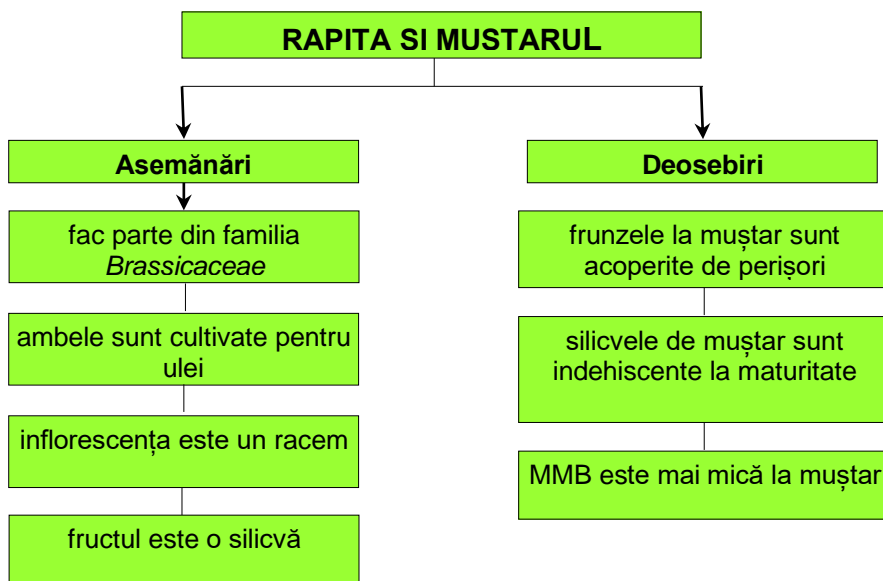 RAPITA SI MUSTARUL
Asemănări
fac parte din familia
Brassicaceae
ambele sunt cultivate pentru
ulei
inflorescența este un racem
fructul este o silicvă
Deosebiri
frunzele la muștar sunt
acoperite de perișori
silicvele de muștar sunt
indehiscente la maturitate
MMB este mai mică la muștar